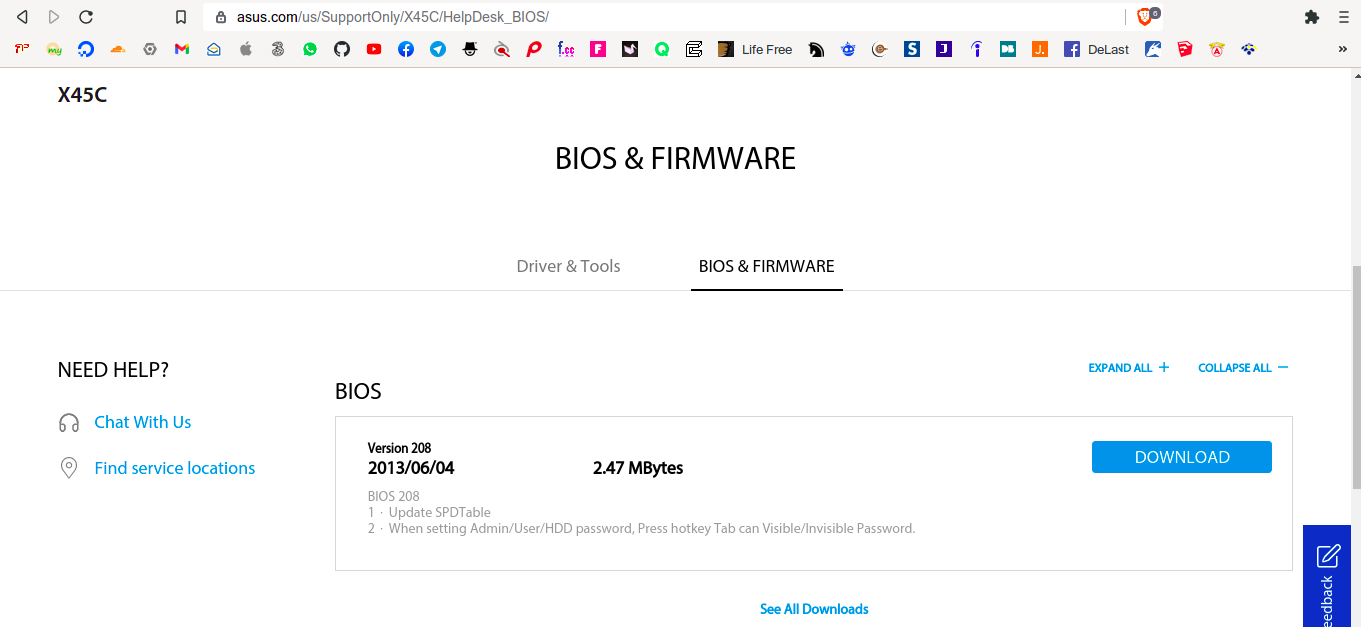 asus.com/us/SupportOnly/X45C/HelpDesk_BIOS/
6
my
f.cc
F
Life Free
S
J
J.
DeLast
»
X45C
BIOS & FIRMWARE
Driver & Tools
BIOS & FIRMWARE
NEED HELP?
Chat With Us
Find service locations
EXPAND ALL +
COLLAPSE ALL −
BIOS
Version 208
2013/06/04
2.47 MBytes
DOWNLOAD
BIOS 208
1 · Update SPDTable
2 · When setting Admin/User/HDD password, Press hotkey Tab can Visible/Invisible Password.
See All Downloads
eedback